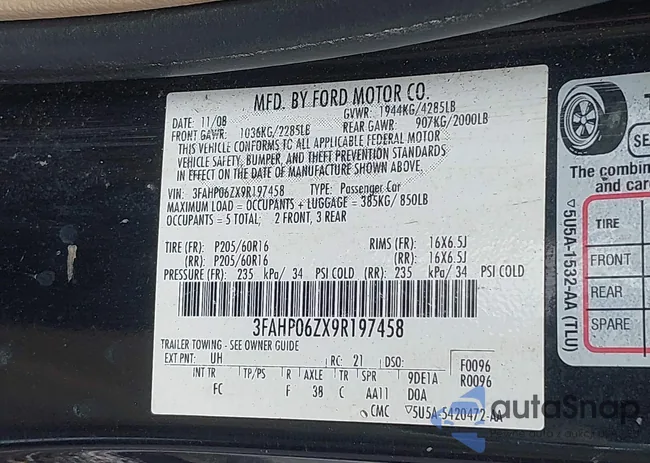 MFD. BY FORD MOTOR CO.
DATE: 11/08 GVWR: 1944KG/4285LB
FRONT GAWR: 1036KG/2285LB REAR GAWR: 907KG/2000LB
THIS VEHICLE CONFORMS TO ALL APPLICABLE FEDERAL MOTOR
VEHICLE SAFETY, BUMPER, AND THEFT PREVENTION STANDARDS
IN EFFECT ON THE DATE OF MANUFACTURE SHOWN ABOVE.
VIN: 3FAHP06ZX9R197458 TYPE: Passenger Car
MAXIMUM LOAD = OCCUPANTS + LUGGAGE = 385KG/ 850LB
OCCUPANTS = 5 TOTAL: 2 FRONT, 3 REAR
TIRE (FR): P205/60R16 RIMS (FR): 16X6.5J
(RR): P205/60R16 (RR): 16X6.5J
PRESSURE (FR): 235 kPa/ 34 PSI COLD (RR): 235 kPa/ 34 PSI COLD
3FAHP06ZX9R197458
TRAILER TOWING - SEE OWNER GUIDE
EXT PNT: UH RC: 21 DSO: F0096
INT TR TP/PS R AXLE TR SPR 9DE1A R0096
FC F 38 C AA11 D0A
CMC ▽5U5A-5420472-AA
▽5U5A-1532-AA (TLU)
The combin
and car
TIRE
FRONT
REAR
SPARE
autoSnap